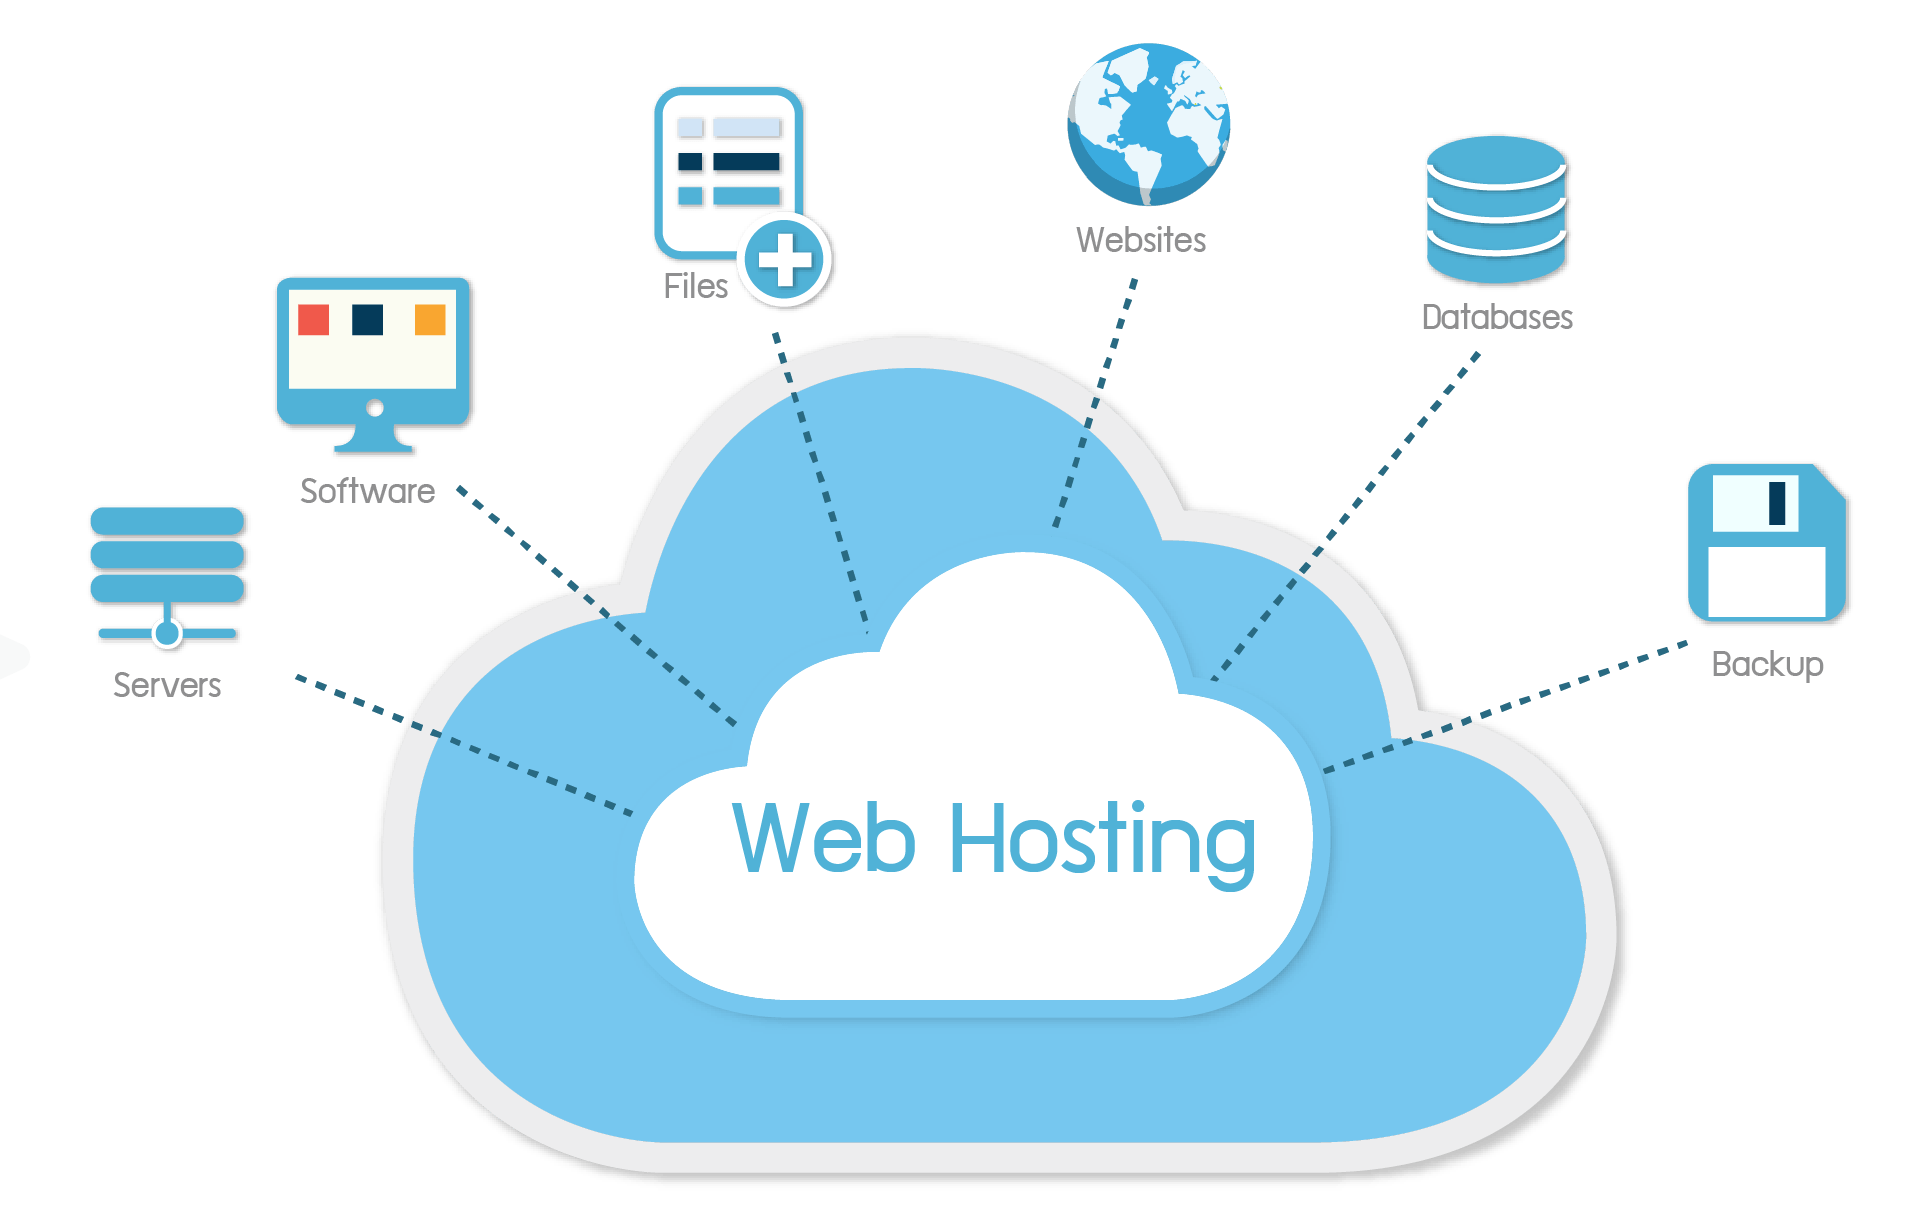 Websites
Files
Databases
Software
Backup
Servers
Web Hosting